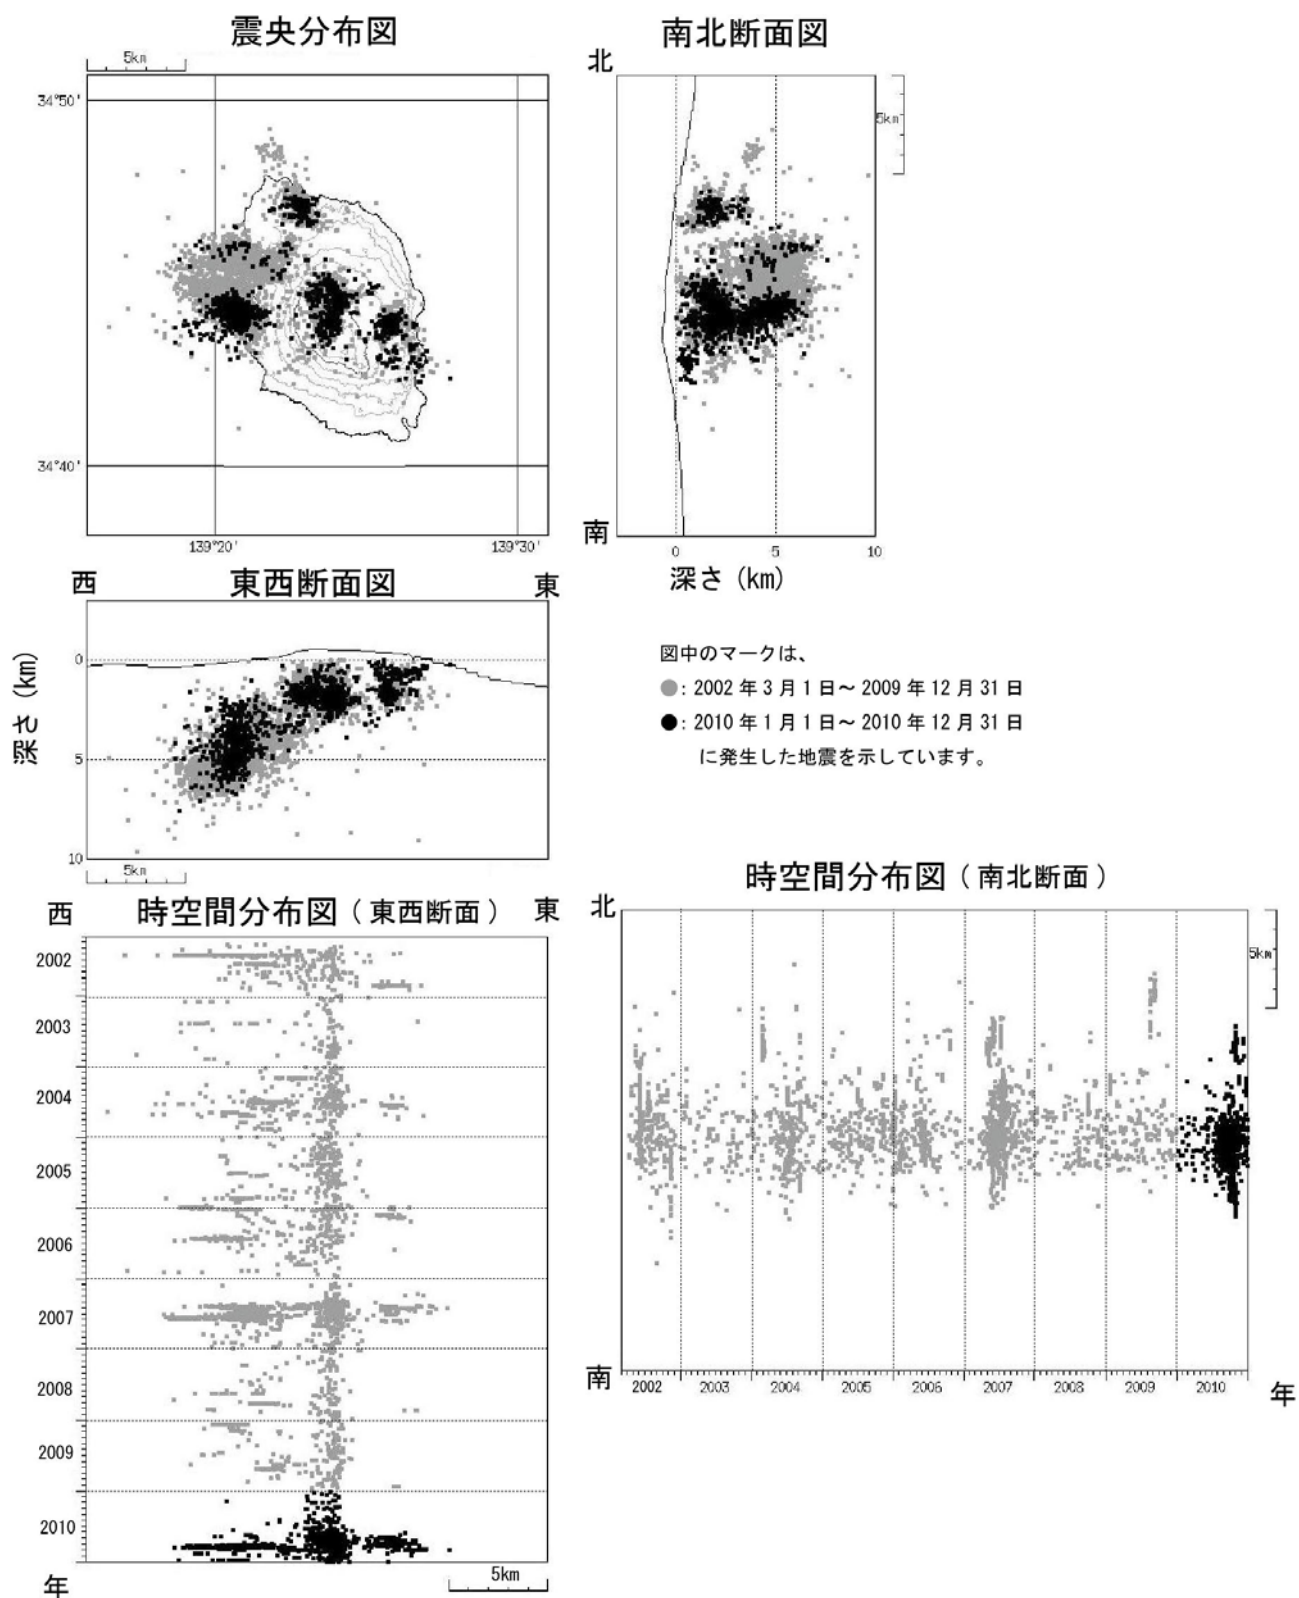 震央分布図
5km
34°50'
34°40'
139°20'
139°30'
南北断面図
北
5km
南
0
5
10
深さ (km)
西
東西断面図
東
深さ (km)
0
5
10
5km
図中のマークは、
●: 2002 年 3 月 1 日～ 2009 年 12 月 31 日
●: 2010 年 1 月 1 日～ 2010 年 12 月 31 日
に発生した地震を示しています。
西
時空間分布図 ( 東西断面 )
東
2002
2003
2004
2005
2006
2007
2008
2009
2010
年
5km
時空間分布図 ( 南北断面 )
北
5km
南
2002
2003
2004
2005
2006
2007
2008
2009
2010
年